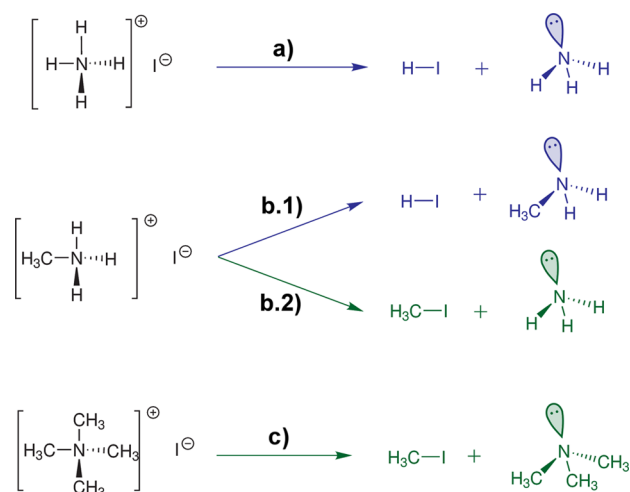 [H H–N H H]⊕ I⊖ a) H–I + N H H H
b.1) H–I + N H₃C H H
[H₃C–N H H H]⊕ I⊖
b.2) H₃C–I + N H H H
[CH₃ H₃C–N CH₃ CH₃]⊕ I⊖ c) H₃C–I + N H₃C CH₃ CH₃